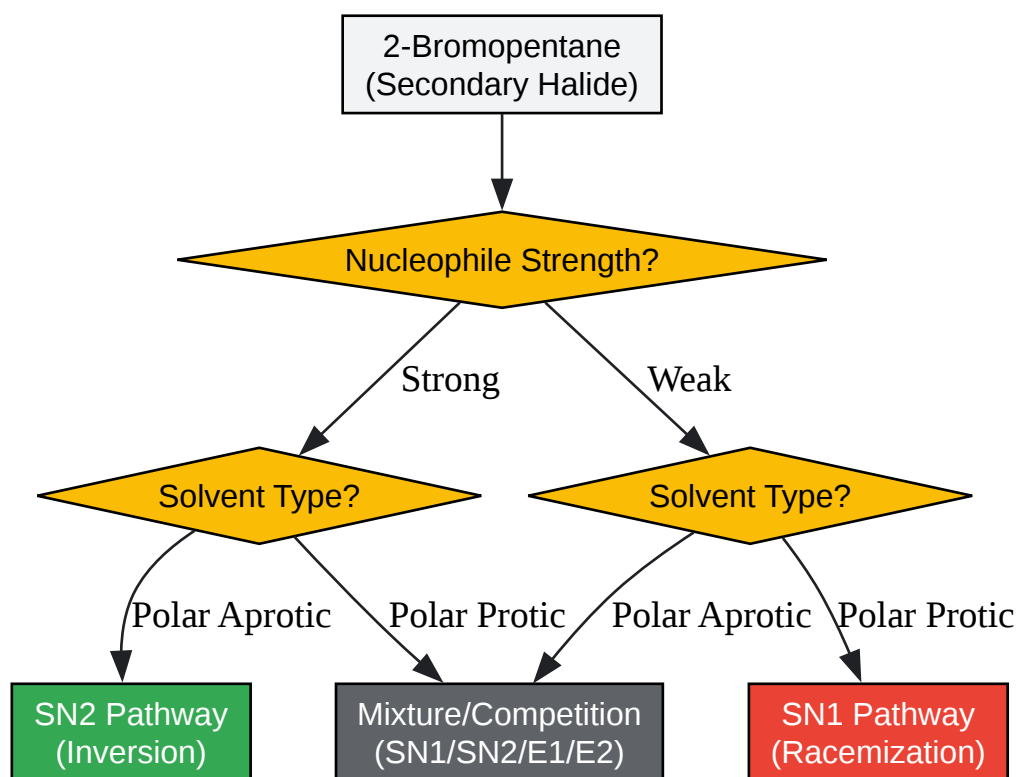 2-Bromopentane
(Secondary Halide)
Nucleophile Strength?
Strong
Weak
Solvent Type?
Solvent Type?
Polar Aprotic
Polar Protic
Polar Aprotic
Polar Protic
SN2 Pathway
(Inversion)
Mixture/Competition
(SN1/SN2/E1/E2)
SN1 Pathway
(Racemization)